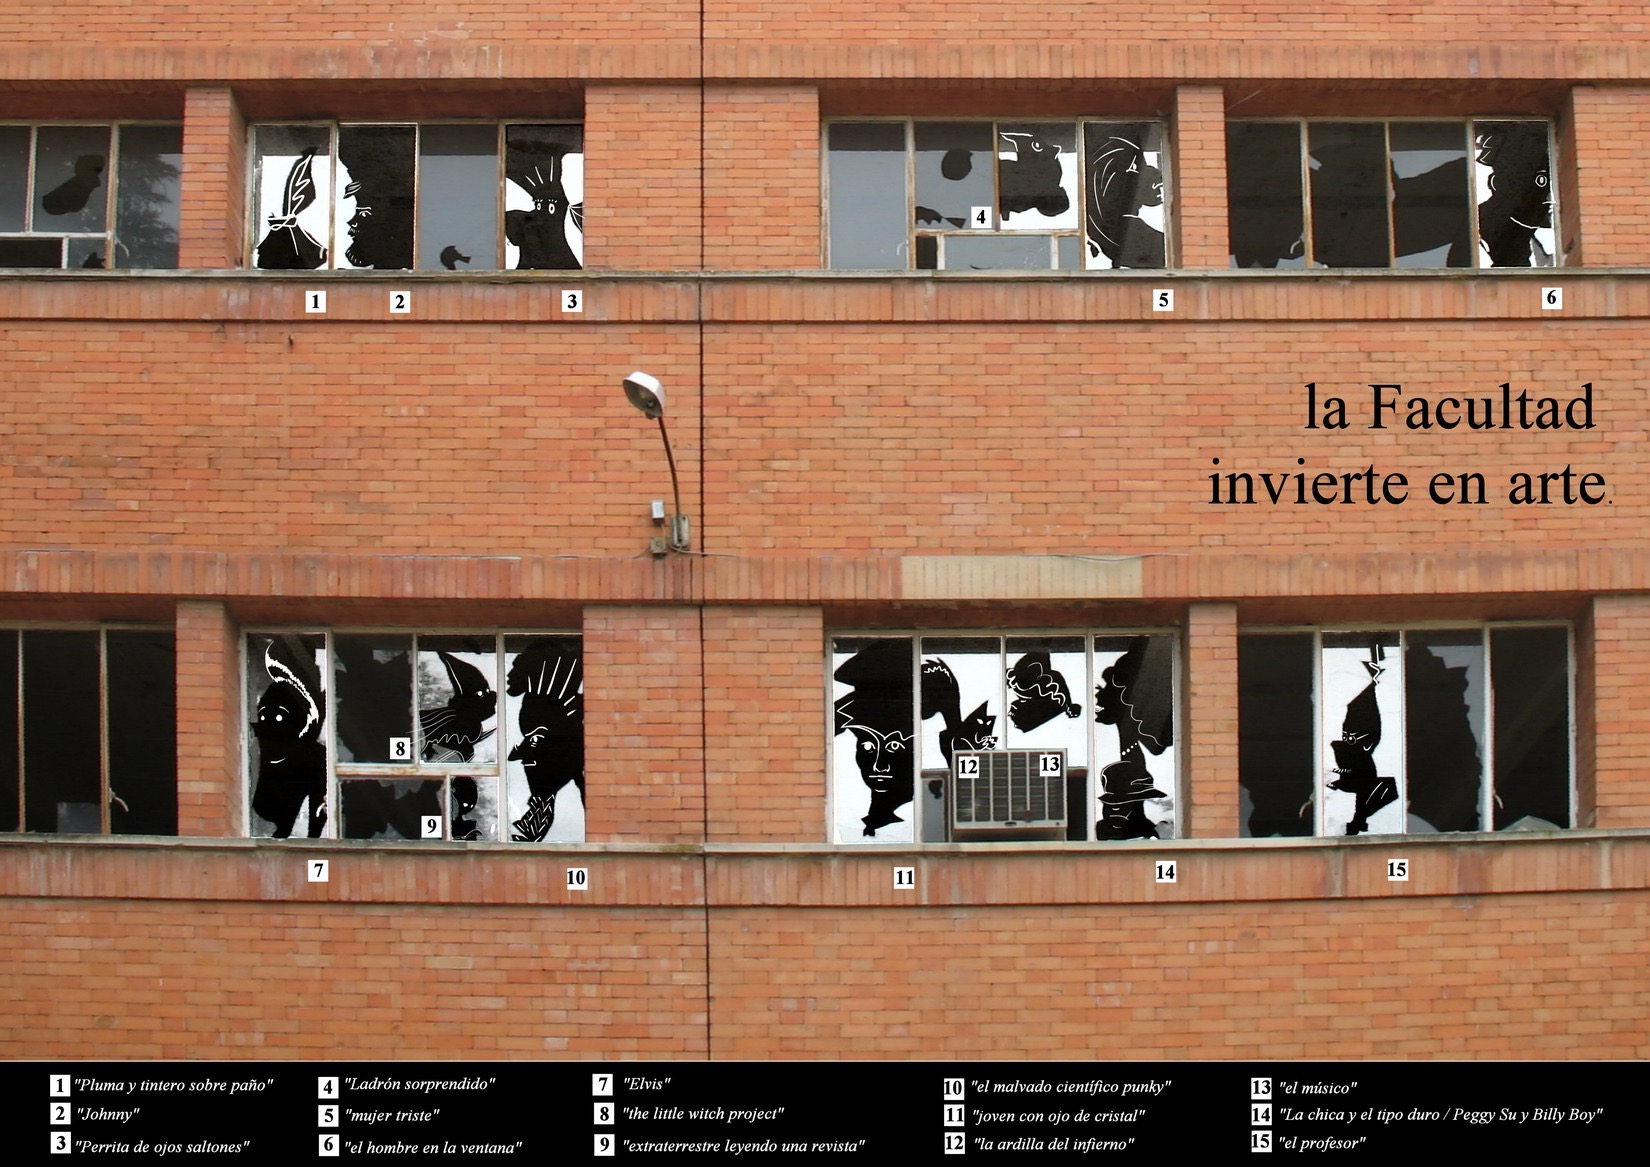 1 2 3 4 5 6
la Facultad
invierte en arte.
8
12 13
9
7 10 11 14 15
1 "Pluma y tintero sobre paño"
2 "Johnny"
3 "Perrita de ojos saltones"
4 "Ladrón sorprendido"
5 "mujer triste"
6 "el hombre en la ventana"
7 "Elvis"
8 "the little witch project"
9 "extraterrestre leyendo una revista"
10 "el malvado científico punky"
11 "joven con ojo de cristal"
12 "la ardilla del infierno"
13 "el músico"
14 "La chica y el tipo duro / Peggy Su y Billy Boy"
15 "el profesor"